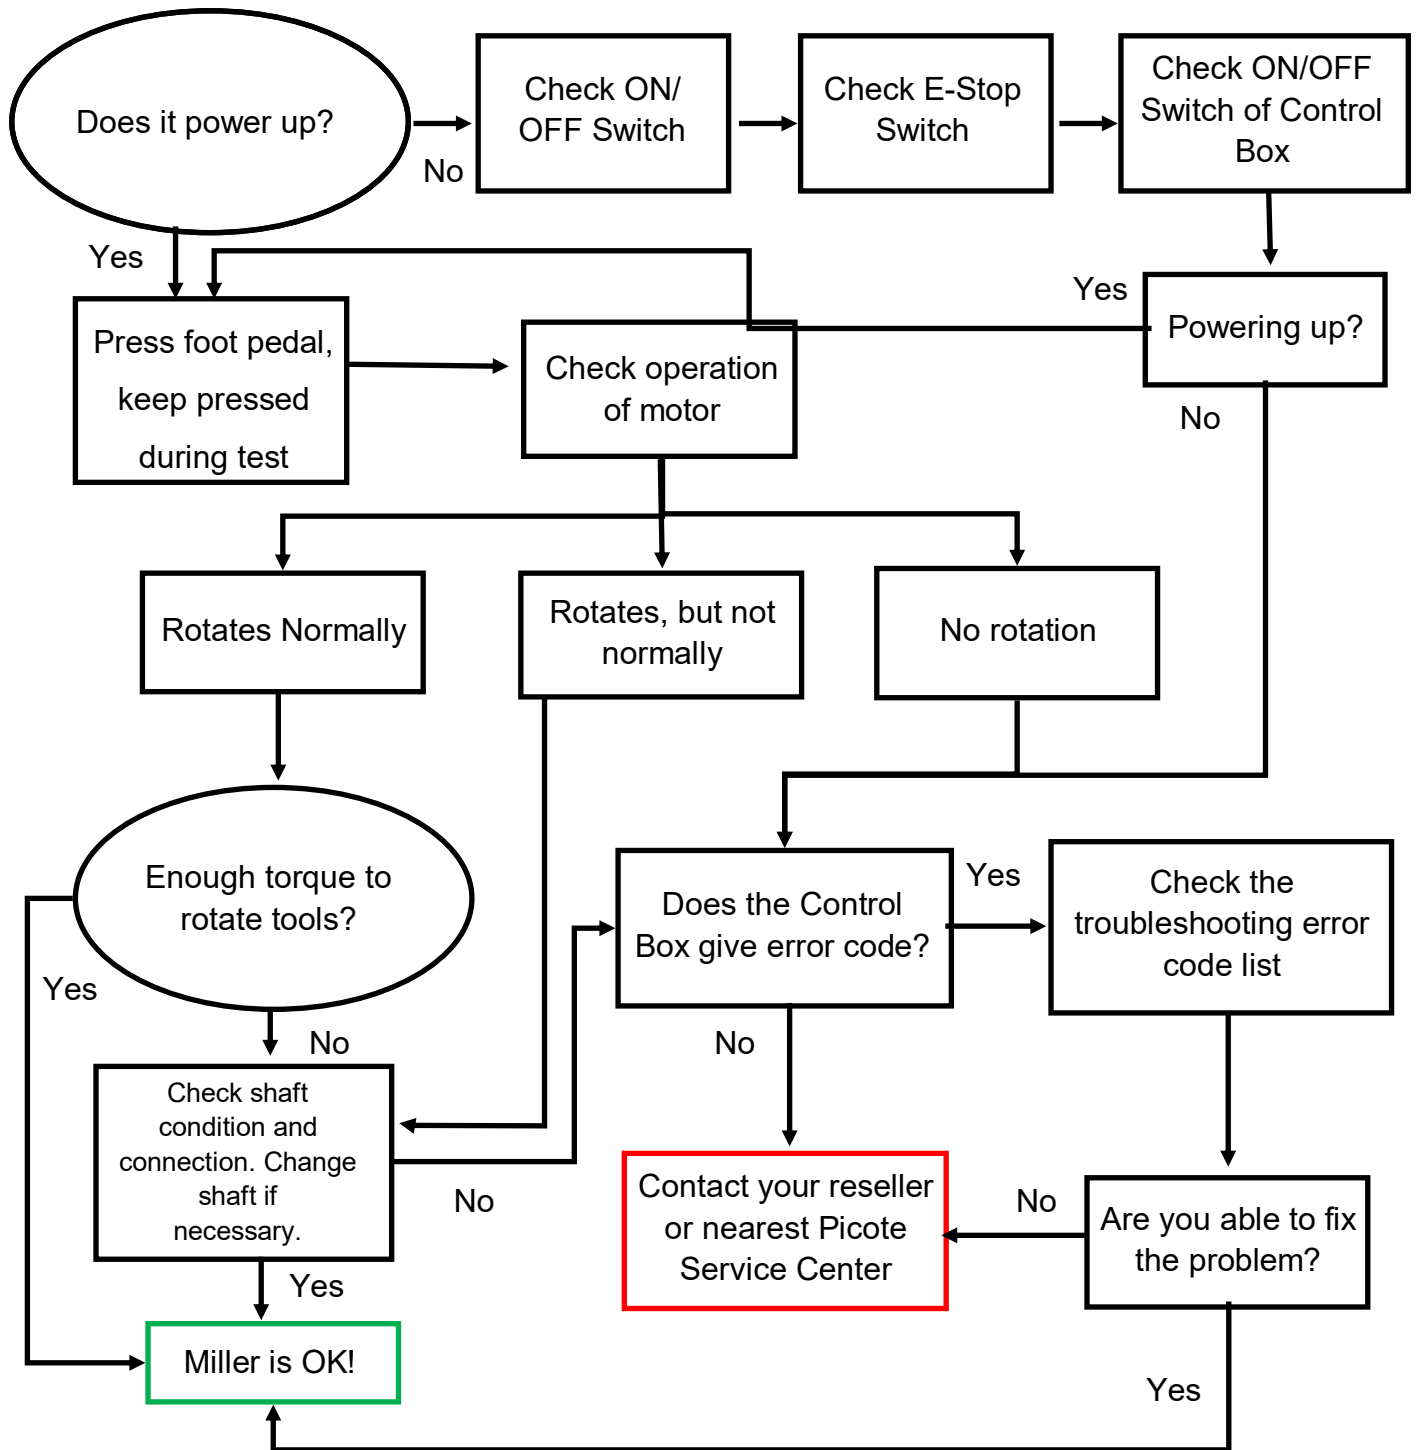 Does it power up?
No
Check ON/
OFF Switch
Check E-Stop
Switch
Check ON/OFF
Switch of Control
Box
Yes
Press foot pedal,
keep pressed
during test
Check operation
of motor
Yes
Powering up?
No
Rotates Normally
Rotates, but not
normally
No rotation
Enough torque to
rotate tools?
Yes
No
Does the Control
Box give error code?
Yes
Check the
troubleshooting error
code list
No
Check shaft
condition and
connection. Change
shaft if
necessary.
No
Yes
Contact your reseller
or nearest Picote
Service Center
No
Are you able to fix
the problem?
Miller is OK!
Yes